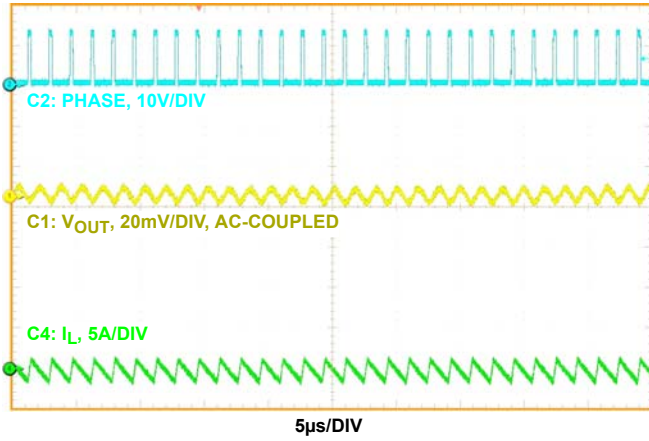 C2: PHASE, 10V/DIV
C1: VOUT, 20mV/DIV, AC-COUPLED
C4: IL, 5A/DIV
5µs/DIV